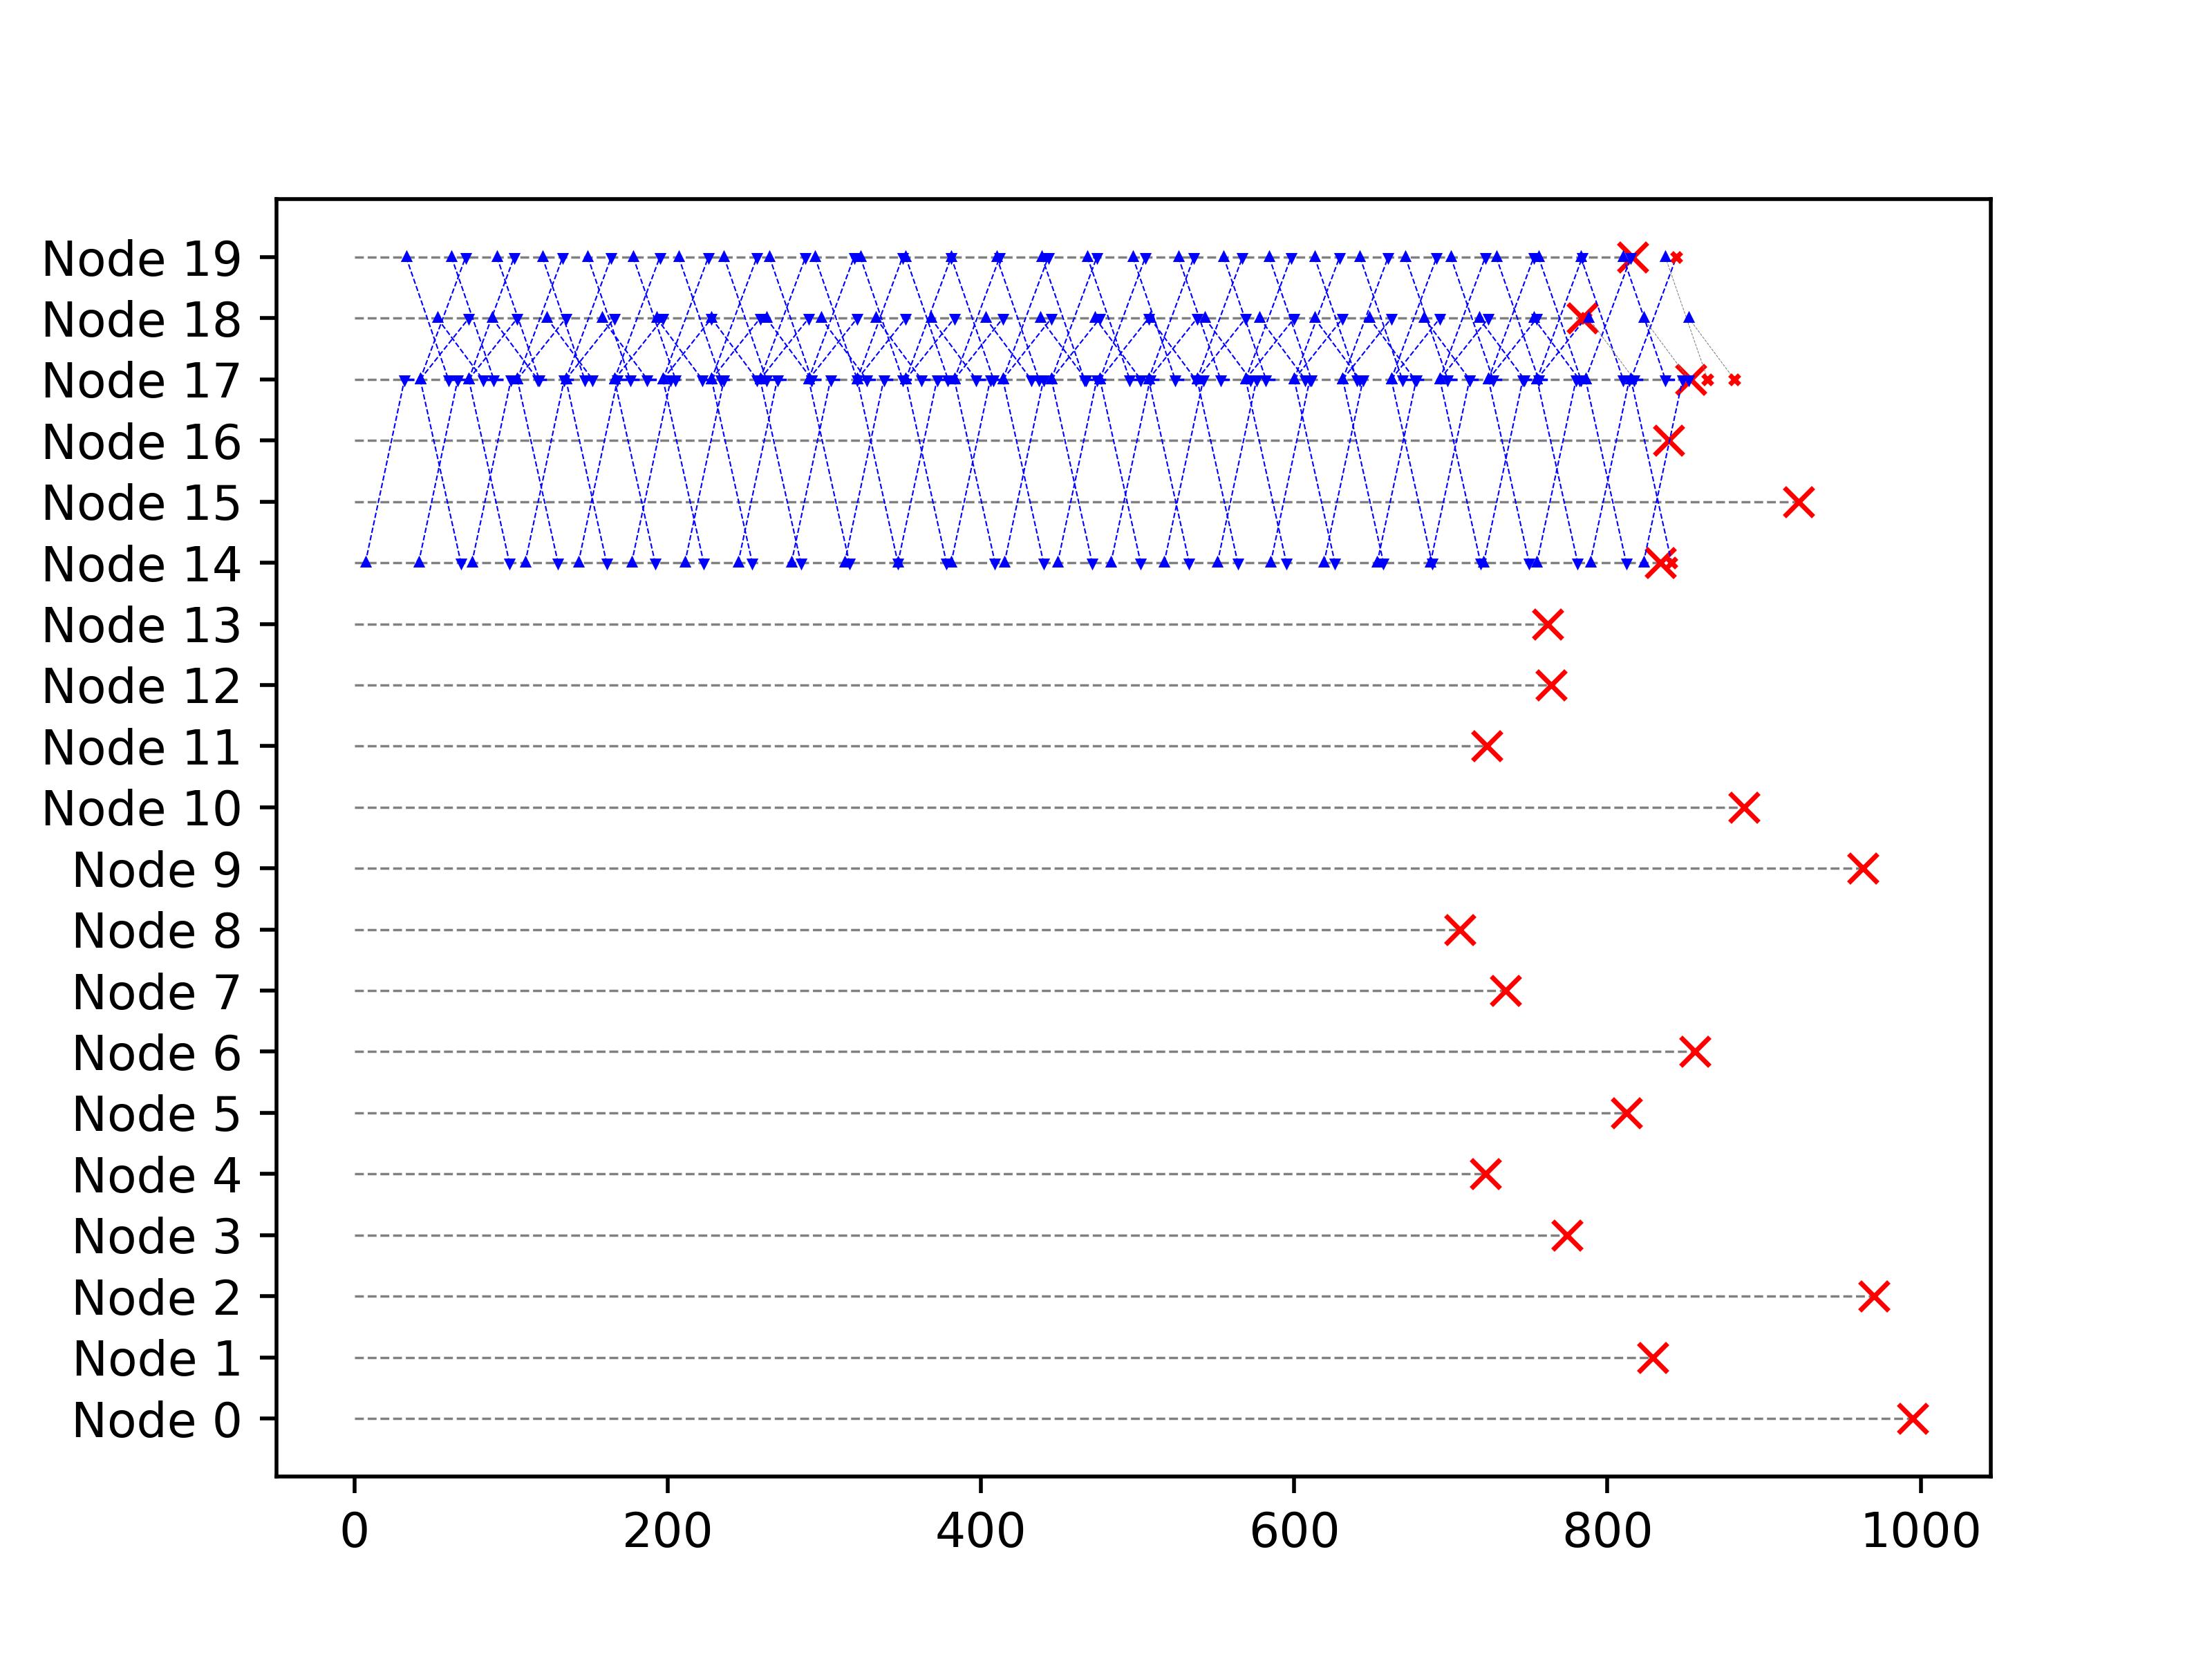 Node 19
Node 18
Node 17
Node 16
Node 15
Node 14
Node 13
Node 12
Node 11
Node 10
Node 9
Node 8
Node 7
Node 6
Node 5
Node 4
Node 3
Node 2
Node 1
Node 0
0 200 400 600 800 1000